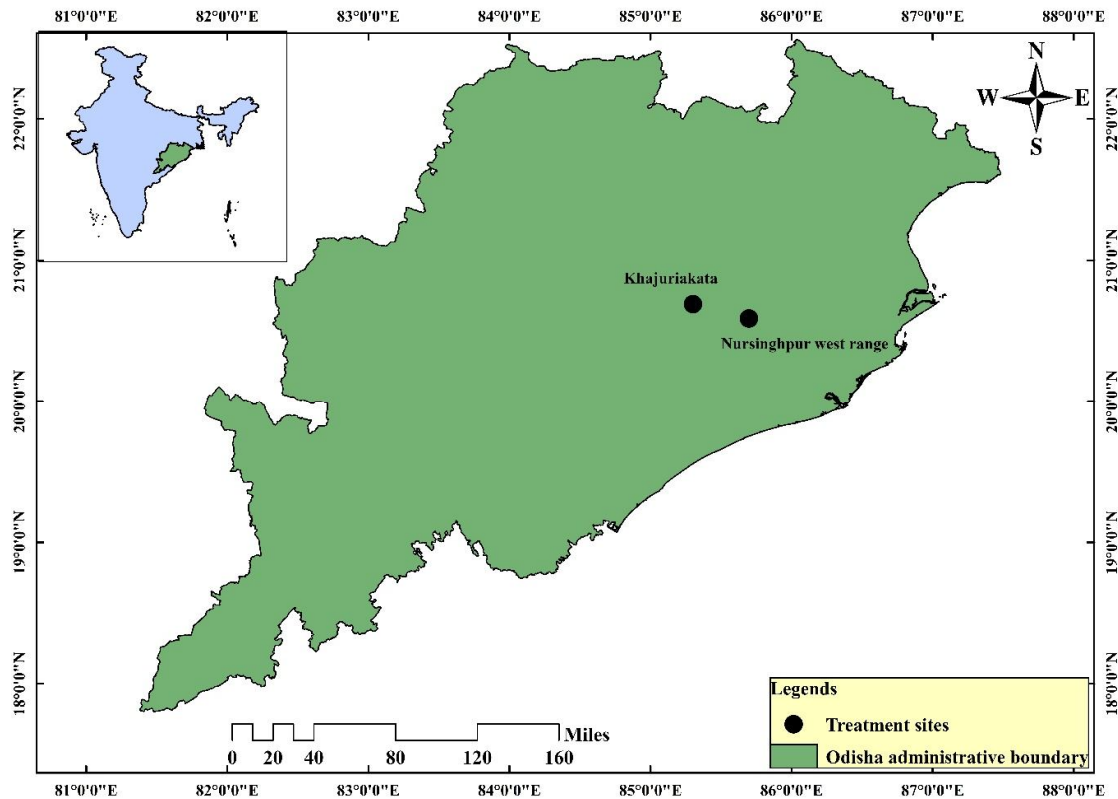 81°0'0"E 82°0'0"E 83°0'0"E 84°0'0"E 85°0'0"E 86°0'0"E 87°0'0"E 88°0'0"E
N
W E
S
22°0'0"N 22°0'0"N
21°0'0"N 21°0'0"N
Khajuriakata
Nursinghpur west range
20°0'0"N 20°0'0"N
19°0'0"N 19°0'0"N
18°0'0"N 18°0'0"N
Legends
Treatment sites
Odisha administrative boundary
Miles
0 20 40 80 120 160
81°0'0"E 82°0'0"E 83°0'0"E 84°0'0"E 85°0'0"E 86°0'0"E 87°0'0"E 88°0'0"E